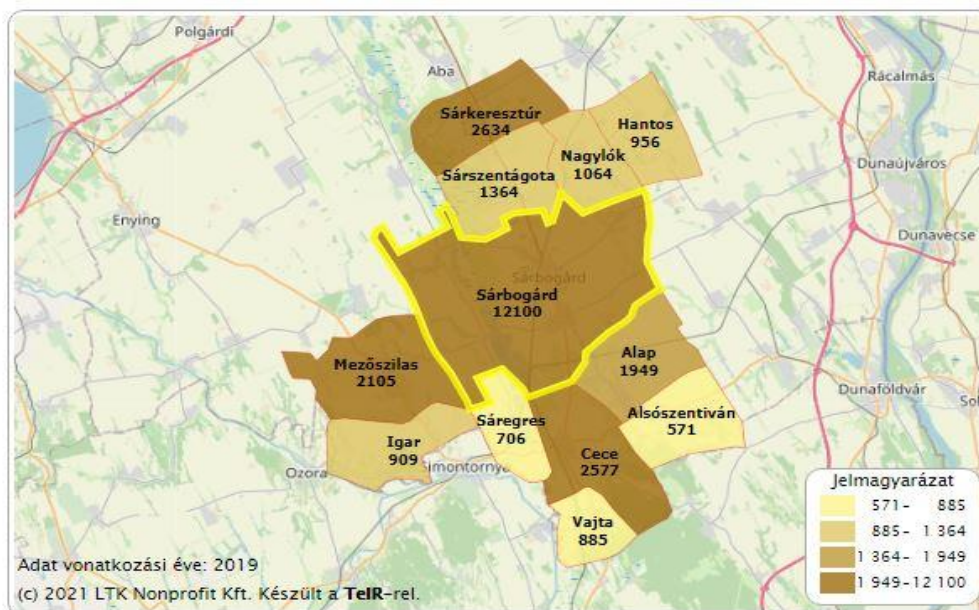 Polgárdi
Aba
Rácalmás
Sárkeresztúr
2634
Hantos
956
Nagylók
1064
Sárszentágota
1364
Dunaújváros
Enying
Dunavecse
Sárbogárd
Sárbogárd
12100
Mezőszilas
2105
Alap
1949
Dunaföldvár
Alsószentiván
571
Sáregres
706
Igar
909
Cece
2577
Ozora
Simontornya
Vajta
885
Jelmagyarázat
571- 885
885- 1 364
1 364- 1 949
1 949-12 100
Adat vonatkozási éve: 2019
(c) 2021 LTK Nonprofit Kft. Készült a TeIR-rel.